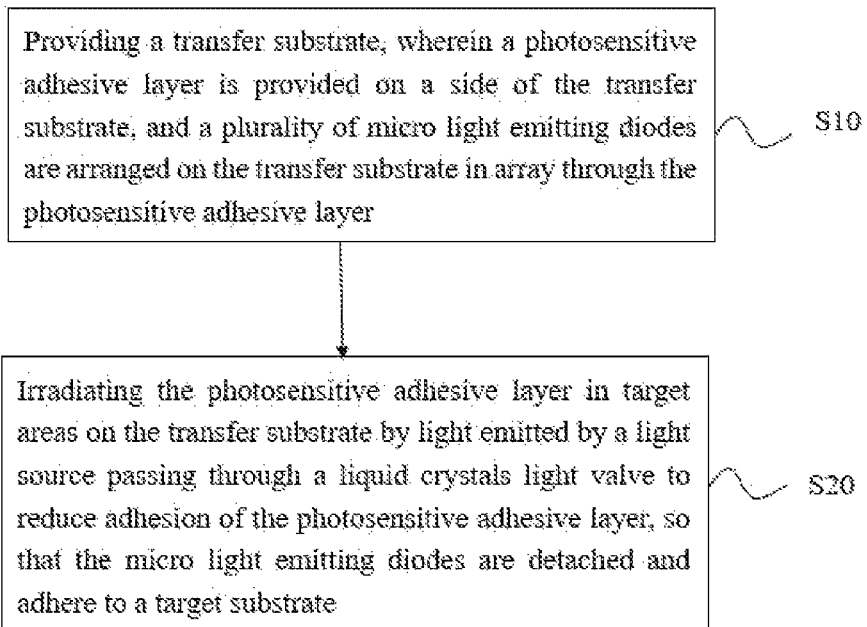 Providing a transfer substrate, wherein a photosensitive
adhesive layer is provided on a side of the transfer
substrate, and a plurality of micro light emitting diodes
are arranged on the transfer substrate in array through the
photosensitive adhesive layer
S10
Irradiating the photosensitive adhesive layer in target
areas on the transfer substrate by light emitted by a light
source passing through a liquid crystals light valve to
reduce adhesion of the photosensitive adhesive layer, so
that the micro light emitting diodes are detached and
adhere to a target substrate
S20